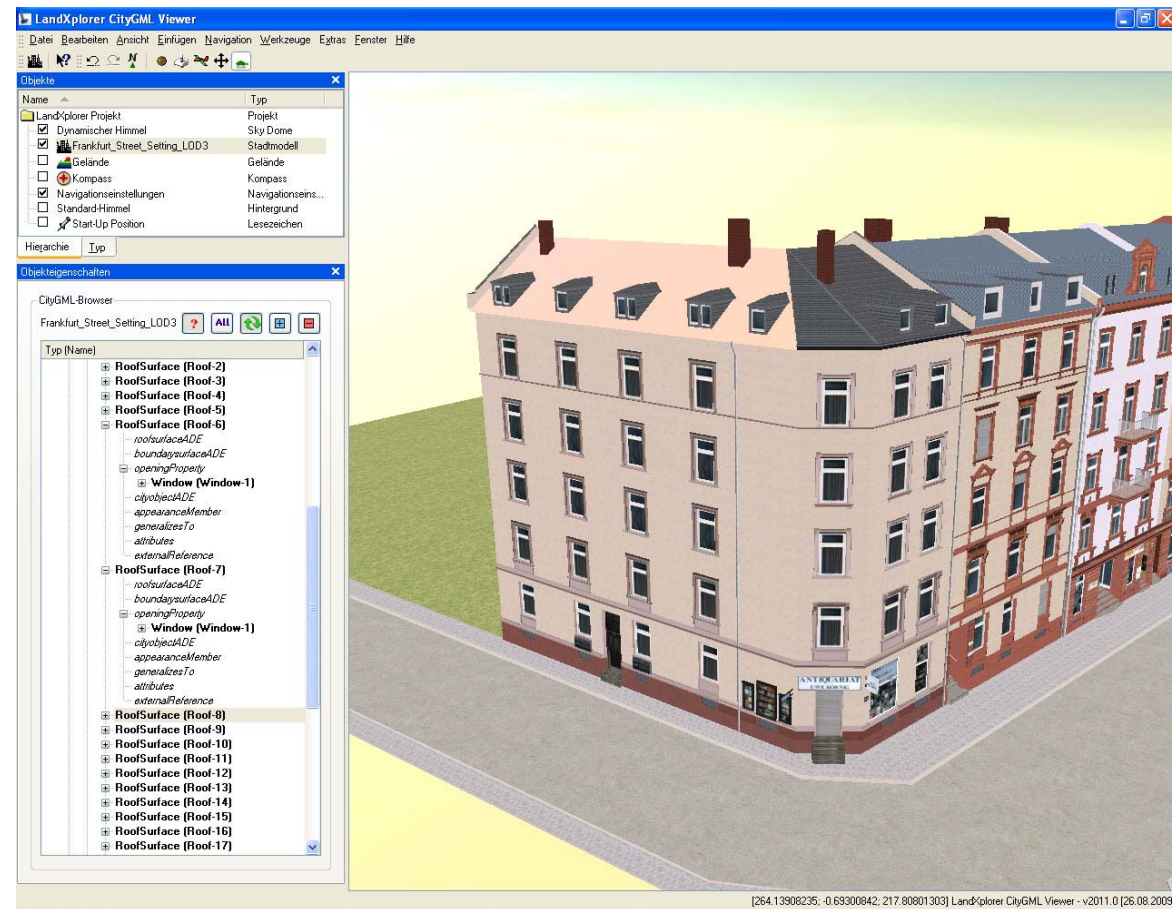 LandXplorer CityGML Viewer
Datei Bearbeiten Ansicht Einfügen Navigation Werkzeuge Extras Fenster Hilfe
Objekte
Name Typ
LandXplorer Projekt Projekt
Dynamischer Himmel Sky Dome
Frankfurt_Street_Setting_LOD3 Stadtmodell
Gelände Gelände
Kompass Kompass
Navigationseinstellungen Navigationseins...
Standard-Himmel Hintergrund
Start-Up Position Lesezeichen
Hierarchie Typ
Objekteigenschaften
CityGML-Browser
Frankfurt_Street_Setting_LOD3 ? All
Typ (Name)
RoofSurface (Roof-2)
RoofSurface (Roof-3)
RoofSurface (Roof-4)
RoofSurface (Roof-5)
RoofSurface (Roof-6)
roofsurfaceADE
boundarysurfaceADE
openingProperty
Window (Window-1)
cityobjectADE
appearanceMember
generalizesTo
attributes
externalReference
RoofSurface (Roof-7)
roofsurfaceADE
boundarysurfaceADE
openingProperty
Window (Window-1)
cityobjectADE
appearanceMember
generalizesTo
attributes
externalReference
RoofSurface (Roof-8)
RoofSurface (Roof-9)
RoofSurface (Roof-10)
RoofSurface (Roof-11)
RoofSurface (Roof-12)
RoofSurface (Roof-13)
RoofSurface (Roof-14)
RoofSurface (Roof-15)
RoofSurface (Roof-16)
RoofSurface (Roof-17)
ANTIQUARIAT
[264.13908235; -0.69300842; 217.80801303] LandXplorer CityGML Viewer - v2011.0 [26.08.2009